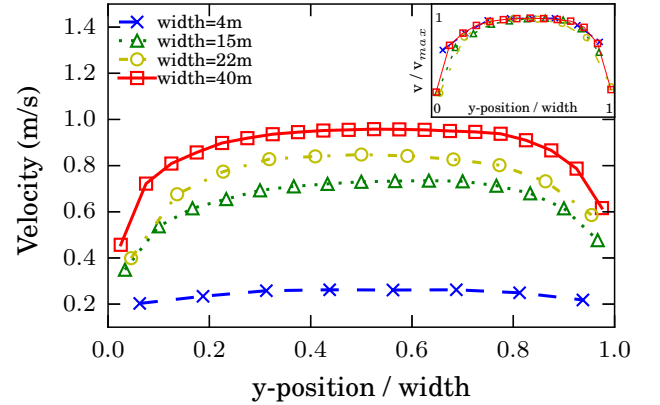 1.4
1.2
1.0
0.8
0.6
0.4
0.2
0.0
0.2
0.4
0.6
0.8
1.0
Velocity (m/s)
y-position / width
width=4m
width=15m
width=22m
width=40m
1
v / v_max
0
y-position / width
1